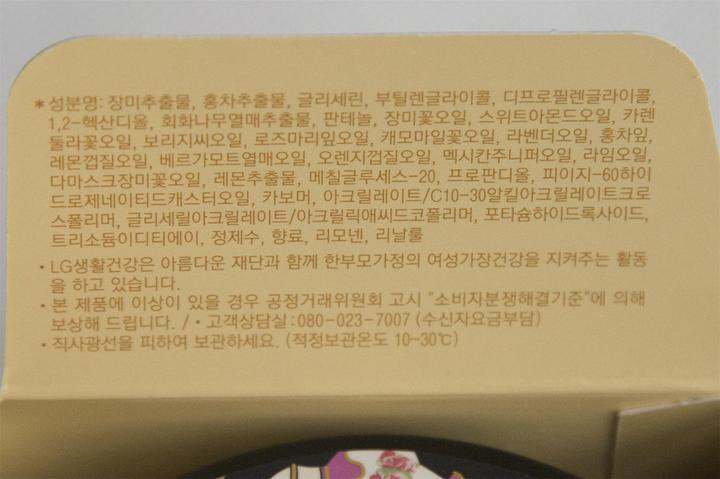 *성분명: 장미추출물, 홍차추출물, 글리세린, 부틸렌글라이콜, 디프로필렌글라이콜,
1,2-헥산디올, 회화나무열매추출물, 판테놀, 장미꽃오일, 스위트아몬드오일, 카렌
둘라꽃오일, 보리지씨오일, 로즈마리잎오일, 캐모마일꽃오일, 라벤더오일, 홍차잎,
레몬껍질오일, 베르가모트열매오일, 오렌지껍질오일, 멕시칸주니퍼오일, 라임오일,
다마스크장미꽃오일, 레몬추출물, 메칠글루세스-20, 프로판디올, 피이지-60하이
드로제네이티드캐스터오일, 카보머, 아크릴레이트/C10-30알킬아크릴레이트크로
스폴리머, 글리세릴아크릴레이트/아크릴릭애씨드코폴리머, 포타슘하이드록사이드,
트리소듐이디티에이, 정제수, 향료, 리모넨, 리날룰
· LG생활건강은 아름다운 재단과 함께 한부모가정의 여성가장건강을 지켜주는 활동
을 하고 있습니다.
· 본 제품에 이상이 있을 경우 공정거래위원회 고시 "소비자분쟁해결기준"에 의해
보상해 드립니다. / · 고객상담실:080-023-7007 (수신자요금부담)
· 직사광선을 피하여 보관하세요. (적정보관온도 10-30℃)